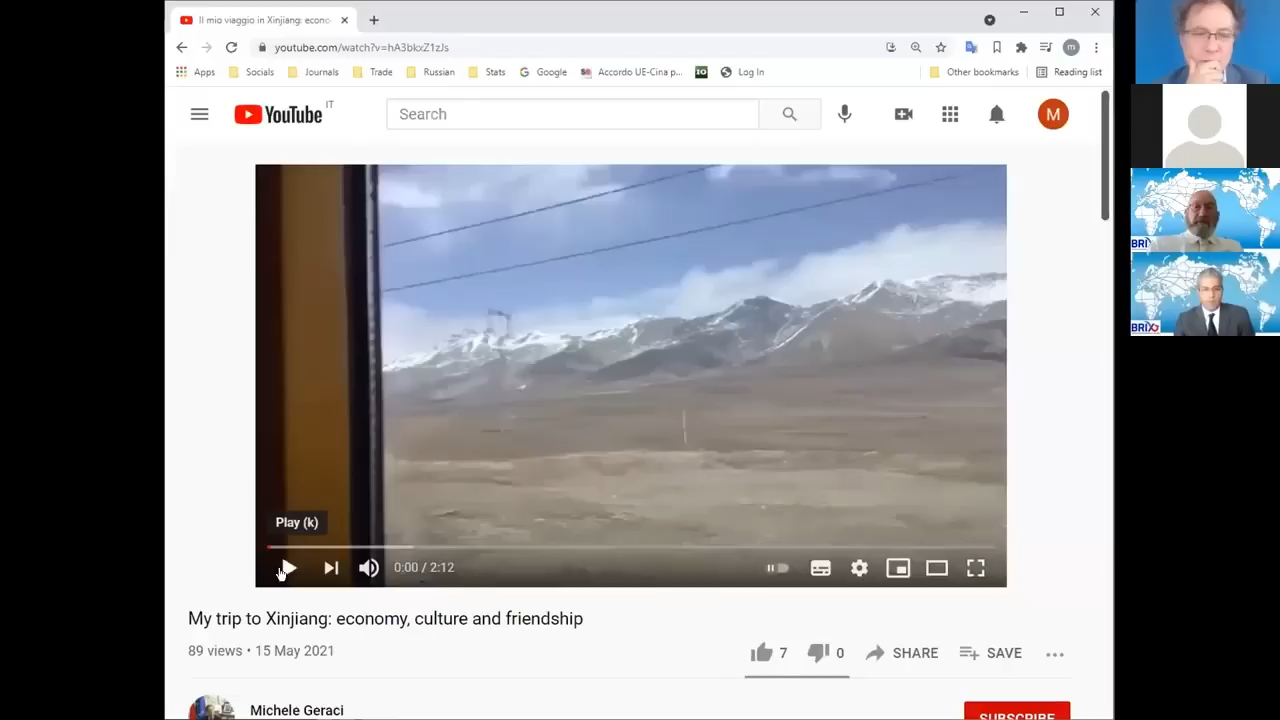 Il mio viaggio in Xinjiang: econo
youtube.com/watch?v=hA3bkxZ1zJs
m
Apps Socials Journals Trade Russian Stats Google Accordo UE-Cina p... Log In Other bookmarks Reading list
YouTube IT
Search
M
BRI
BRIX
Play (k)
0:00 / 2:12
My trip to Xinjiang: economy, culture and friendship
89 views • 15 May 2021
7 0 SHARE SAVE
Michele Geraci
SUBSCRIBE